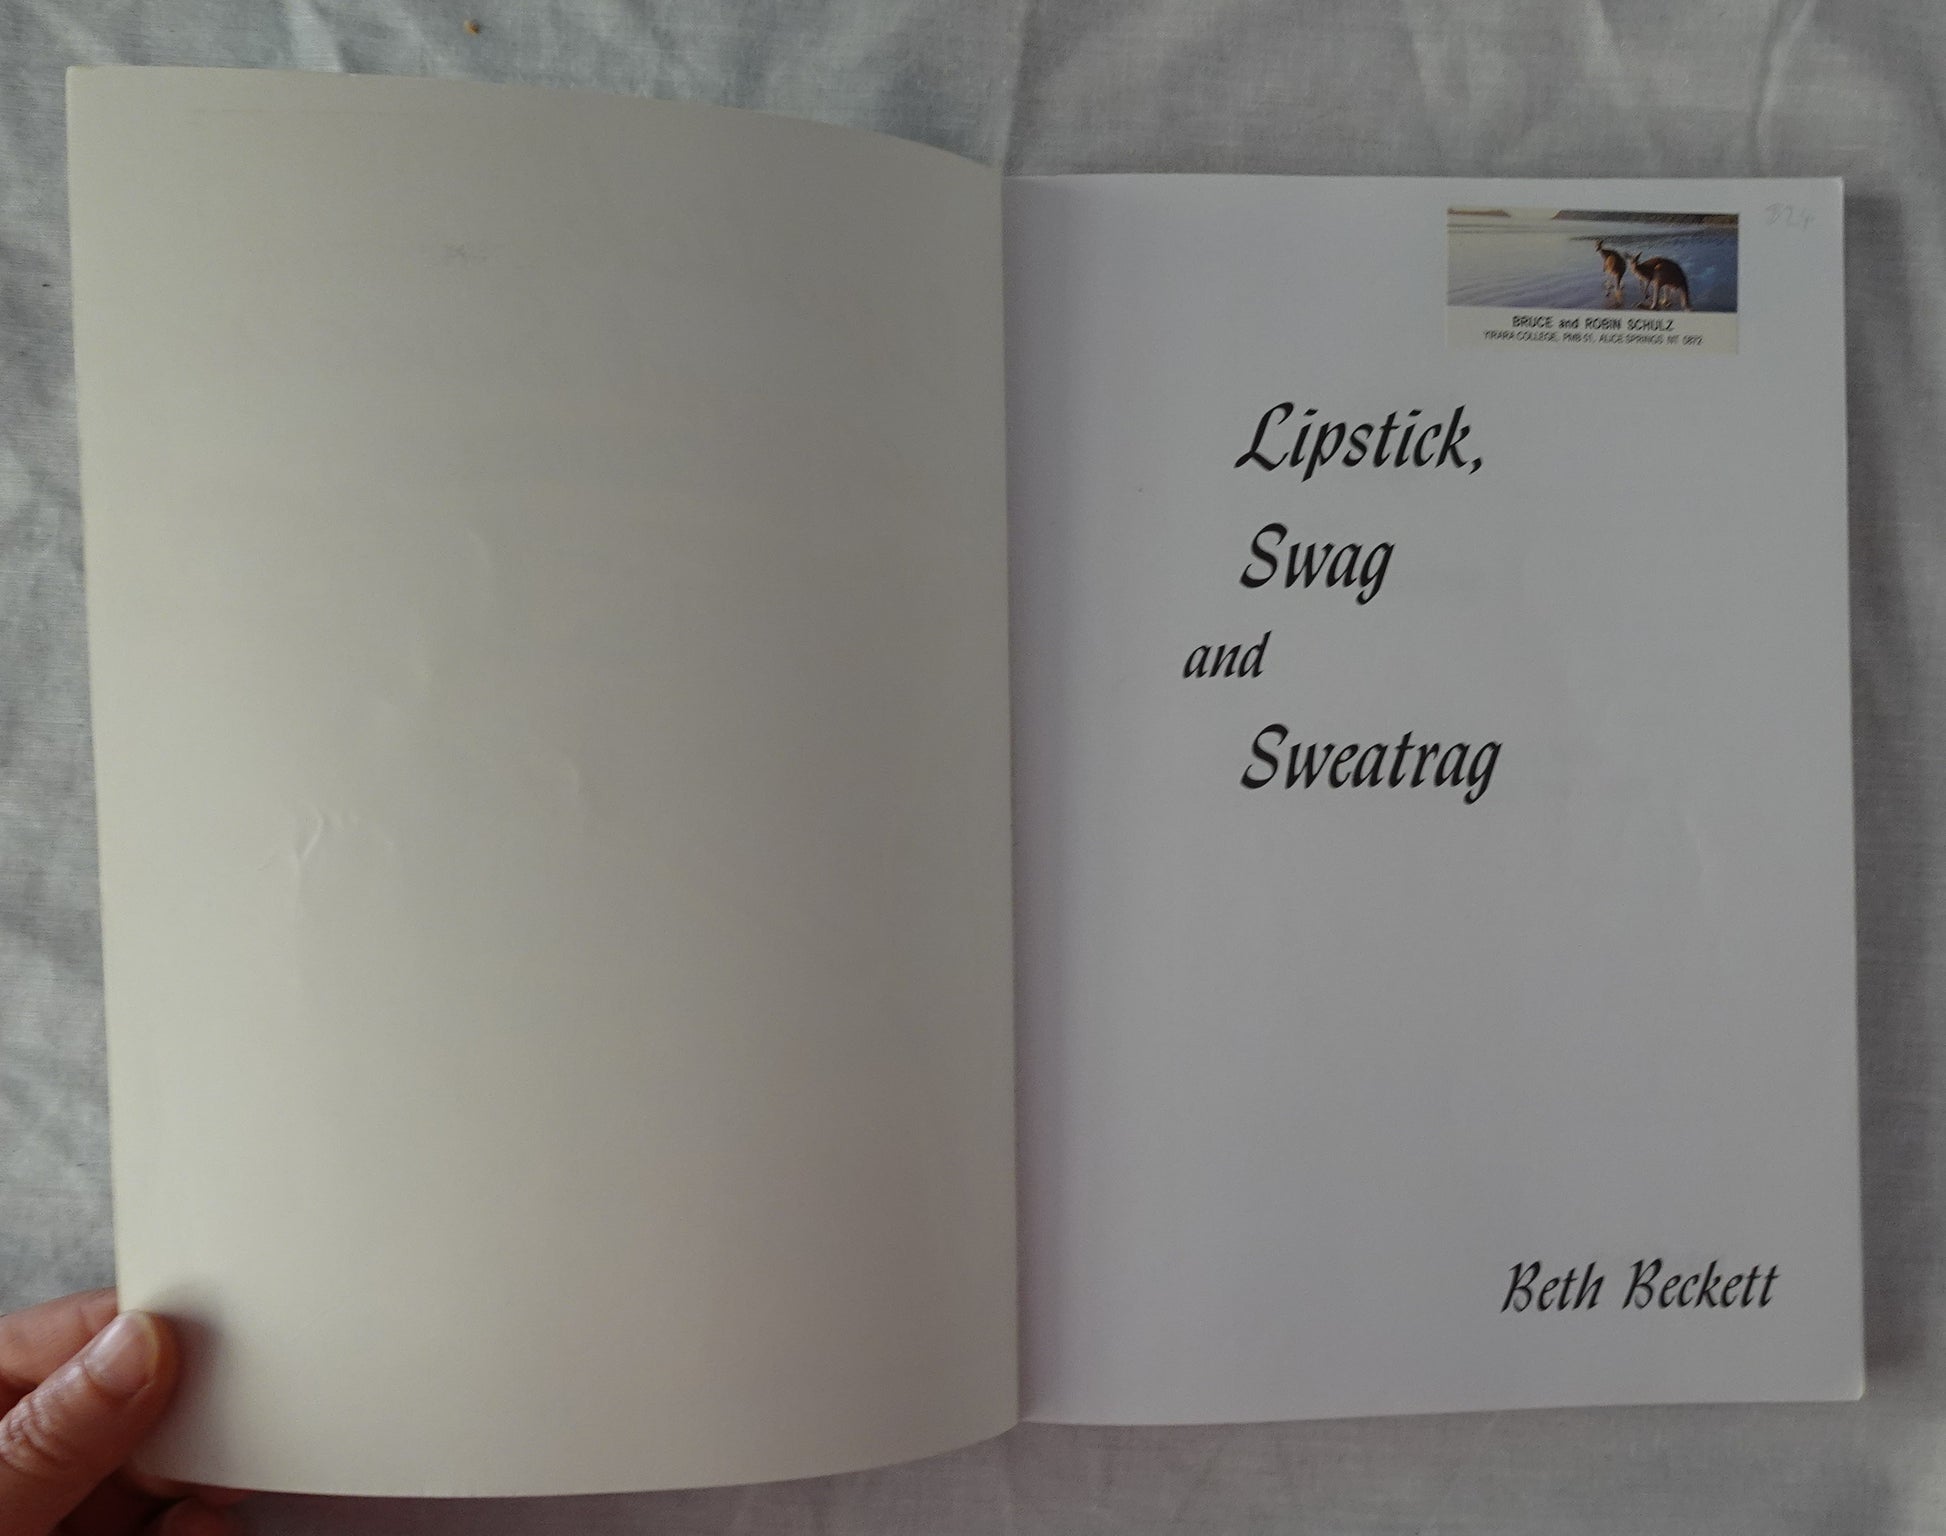 BRUCE and ROBIN SCHULZ
YIRARA COLLEGE, PMB 51, ALICE SPRINGS NT 0872
Lipstick,
Swag
and
Sweatrag
Beth Beckett